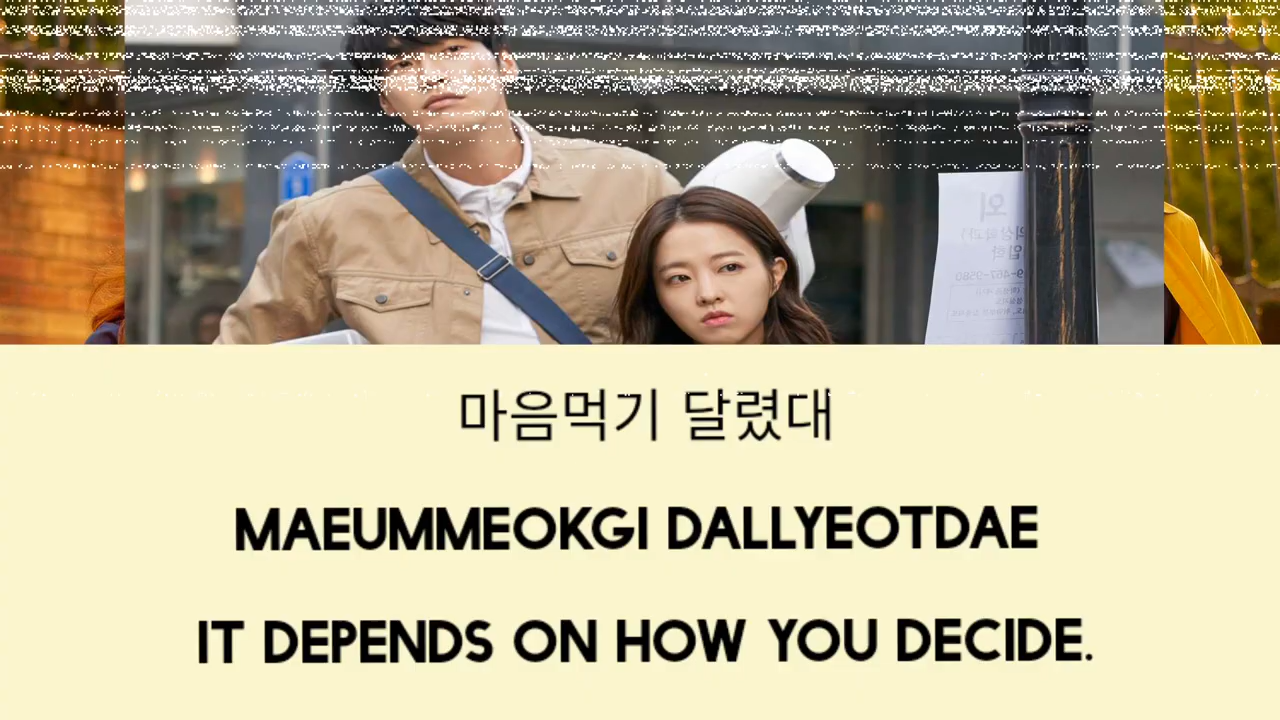 마음먹기 달렸대
MAEUMMEOKGI DALLYEOTDAE
IT DEPENDS ON HOW YOU DECIDE.